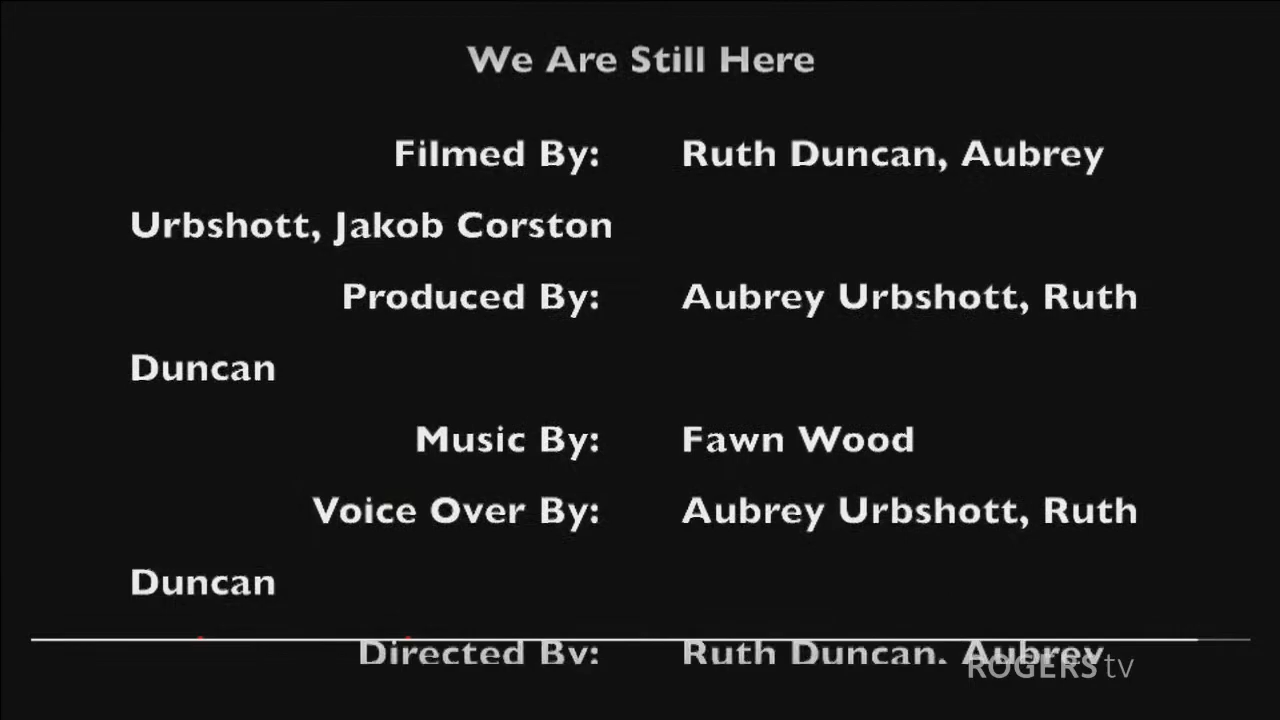 We Are Still Here
Filmed By: Ruth Duncan, Aubrey
Urbshott, Jakob Corston
Produced By: Aubrey Urbshott, Ruth
Duncan
Music By: Fawn Wood
Voice Over By: Aubrey Urbshott, Ruth
Duncan
Directed By: Ruth Duncan, Aubrey
ROGERS tv